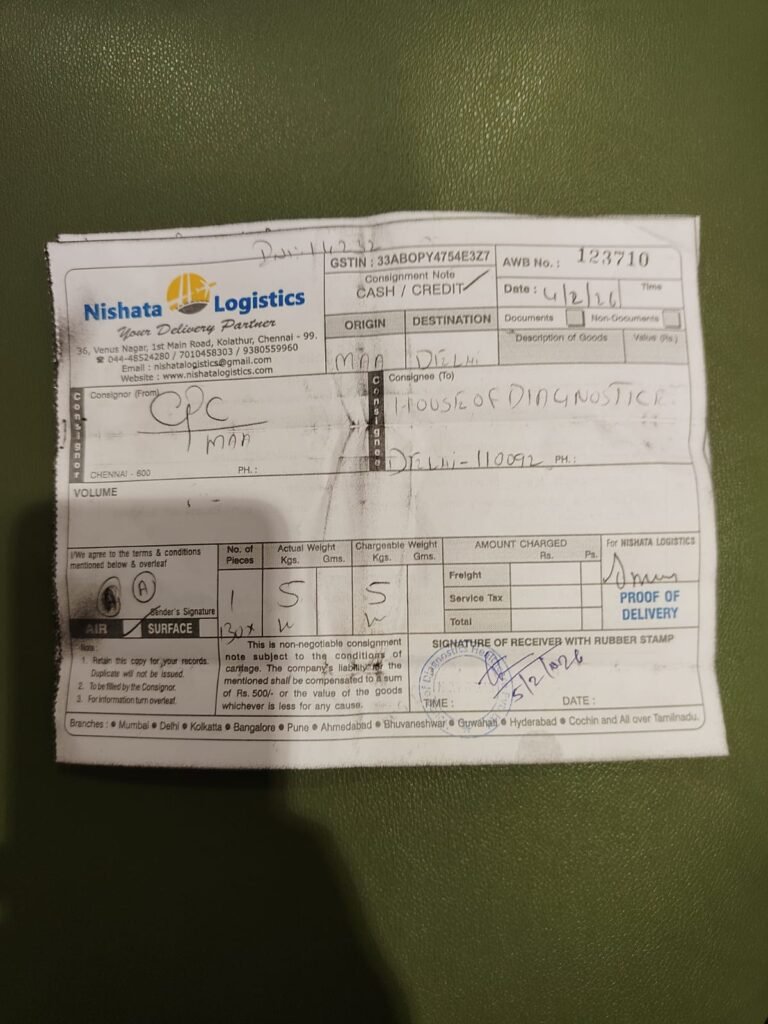 GSTIN : 33ABOPY4754E3Z7
AWB No. : 123710
Nishata Logistics
Your Delivery Partner
36, Venus Nagar, 1st Main Road, Kolathur, Chennai - 99.
☎ 044-48524280 / 7010458303 / 9380559960
Email : nishatalogistics@gmail.com
Website : www.nishatalogistics.com
Consignment Note
CASH / CREDIT
Date : 4/2/26
Time
ORIGIN DESTINATION
MAA DELHI
Documents Non-Documents
Description of Goods Value (Rs.)
Consignor
Consignor (From)
CPC
MAA
CHENNAI - 600 PH. :
Consignee
Consignee (To)
HOUSE OF DIAGNOSTICS
DELHI-110092 PH. :
VOLUME
I/We agree to the terms & conditions
mentioned below & overleaf
A
Sender's Signature
AIR SURFACE
No. of Pieces
1
130x
Actual Weight
Kgs. Gms.
5
Chargeable Weight
Kgs. Gms.
5
AMOUNT CHARGED
Rs. Ps.
Freight
Service Tax
Total
For NISHATA LOGISTICS
PROOF OF
DELIVERY
Note :
1. Retain this copy for your records.
Duplicate will not be issued.
2. To be filled by the Consignor.
3. For information turn overleaf.
This is non-negotiable consignment
note subject to the conditions of
cartage. The company's liability the
mentioned shall be compensated to a sum
of Rs. 500/- or the value of the goods
whichever is less for any cause.
SIGNATURE OF RECEIVER WITH RUBBER STAMP
of Diagnostics
5/2/2026
TIME : DATE :
Branches : ● Mumbai ● Delhi ● Kolkatta ● Bangalore ● Pune ● Ahmedabad ● Bhuvaneshwar ● Guwahati ● Hyderabad ● Cochin and All over Tamilnadu.